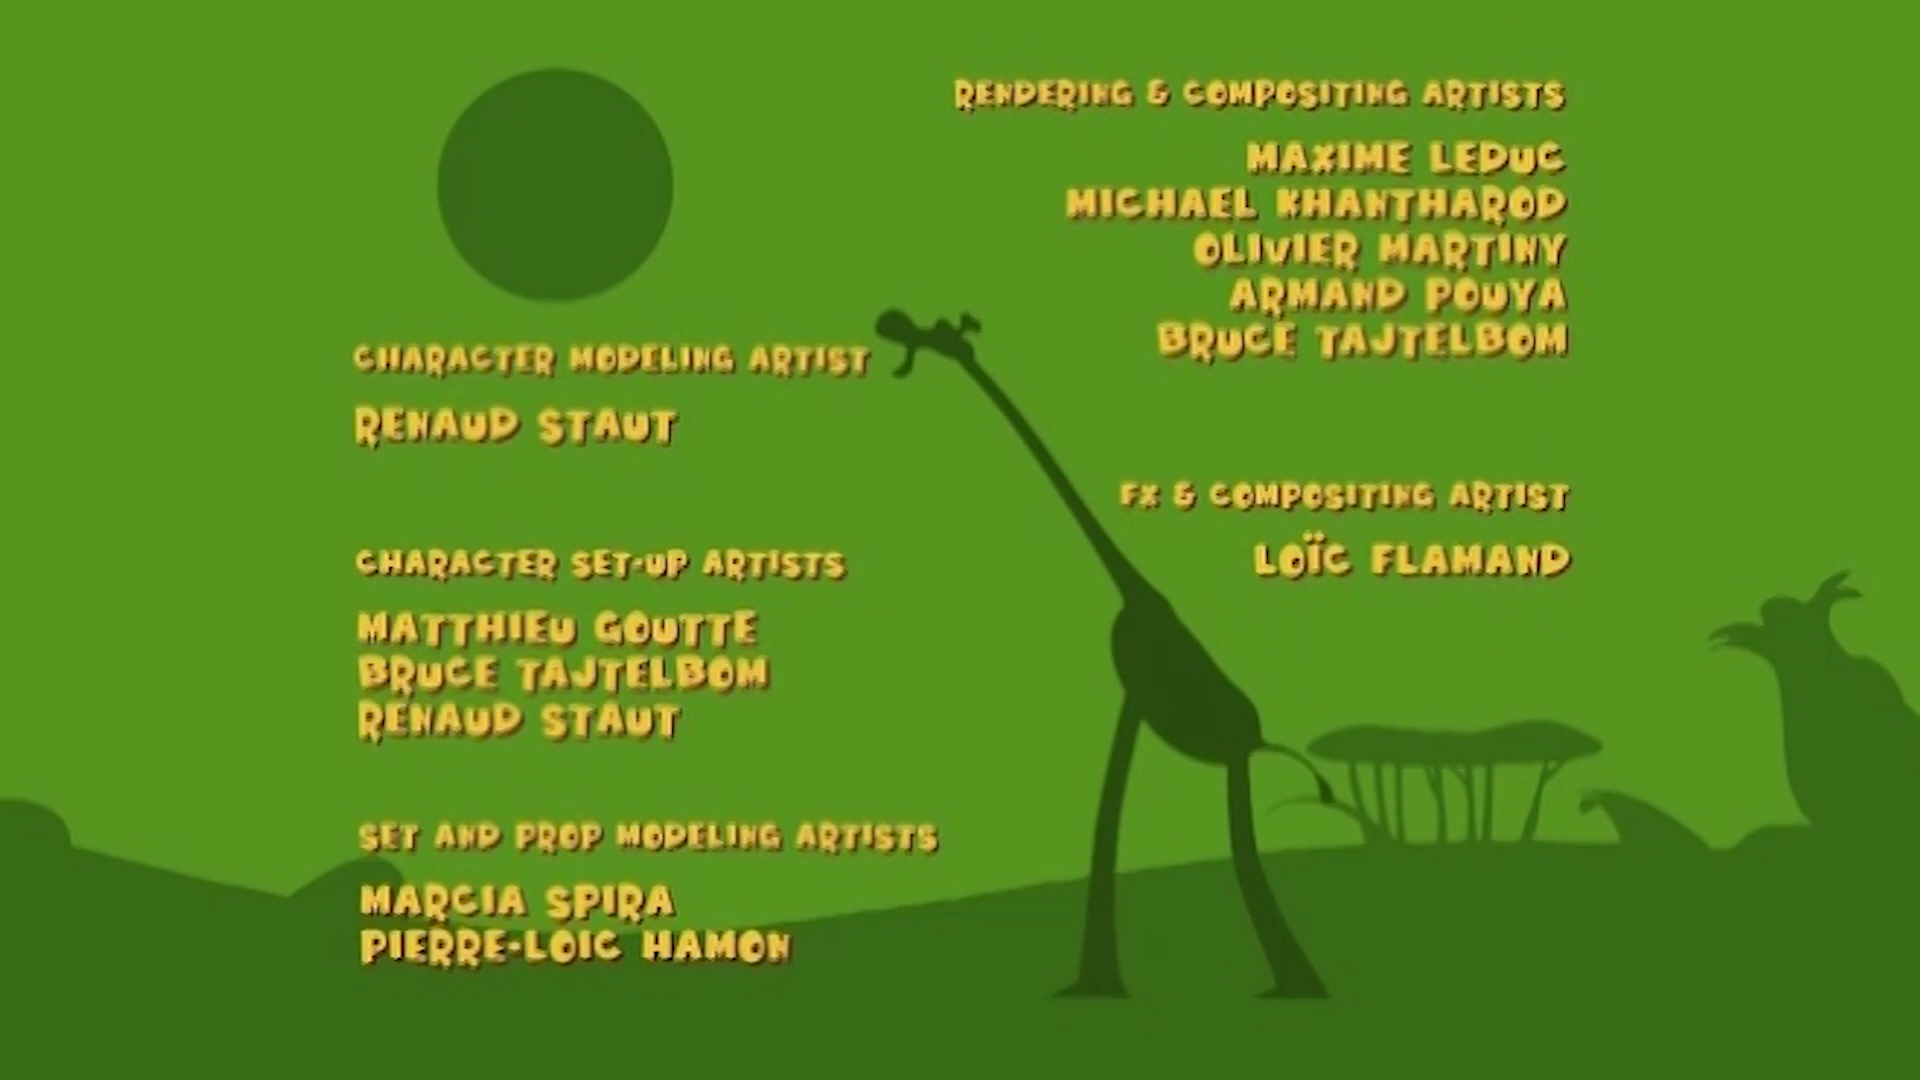 CHARACTER MODELING ARTIST
RENAUD STAUT
CHARACTER SET-UP ARTISTS
MATTHIEU GOUTTE
BRUCE TAJTELBOM
RENAUD STAUT
SET AND PROP MODELING ARTISTS
MARCIA SPIRA
PIERRE-LOIC HAMON
RENDERING & COMPOSITING ARTISTS
MAXIME LEDUC
MICHAEL KHANTHAROD
OLIVIER MARTINY
ARMAND POUYA
BRUCE TAJTELBOM
FX & COMPOSITING ARTIST
LOÏC FLAMAND